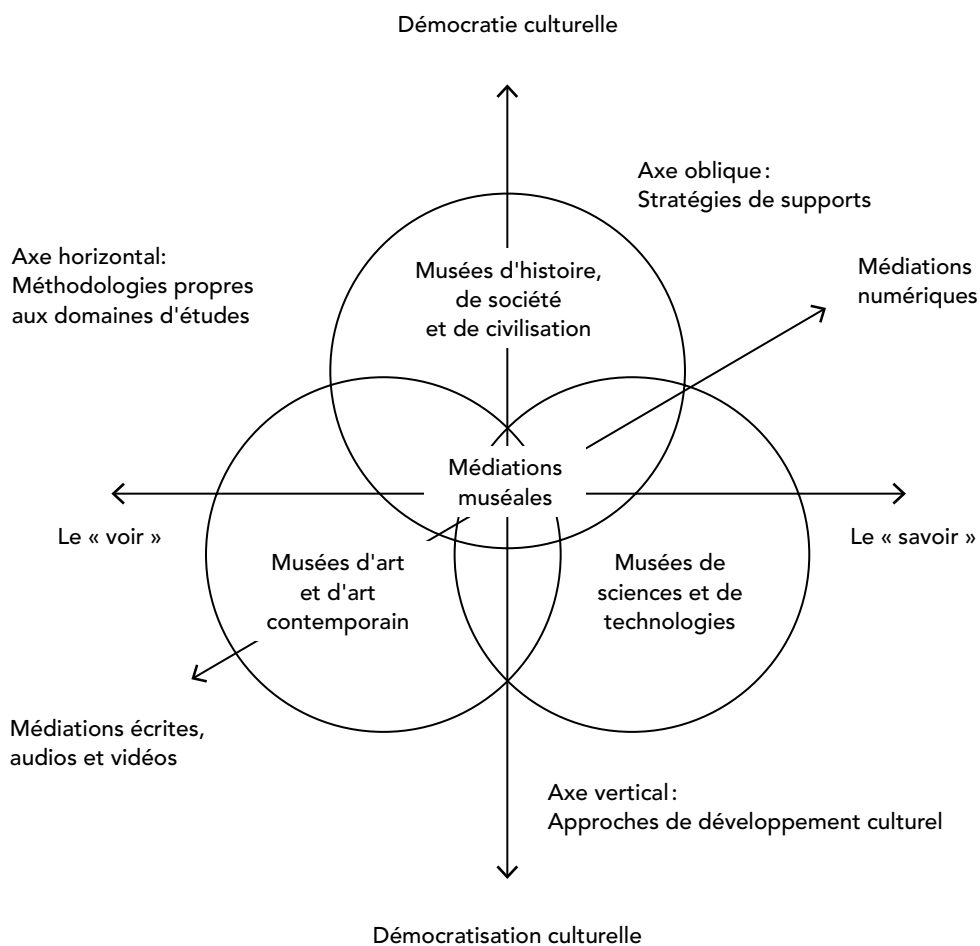 Démocratie culturelle
Axe oblique :
Stratégies de supports
Axe horizontal:
Méthodologies propres
aux domaines d'études
Musées d'histoire,
de société
et de civilisation
Médiations
numériques
Médiations
muséales
Le « voir »
Le « savoir »
Musées d'art
et d'art
contemporain
Musées de
sciences et de
technologies
Médiations écrites,
audios et vidéos
Axe vertical :
Approches de développement culturel
Démocratisation culturelle